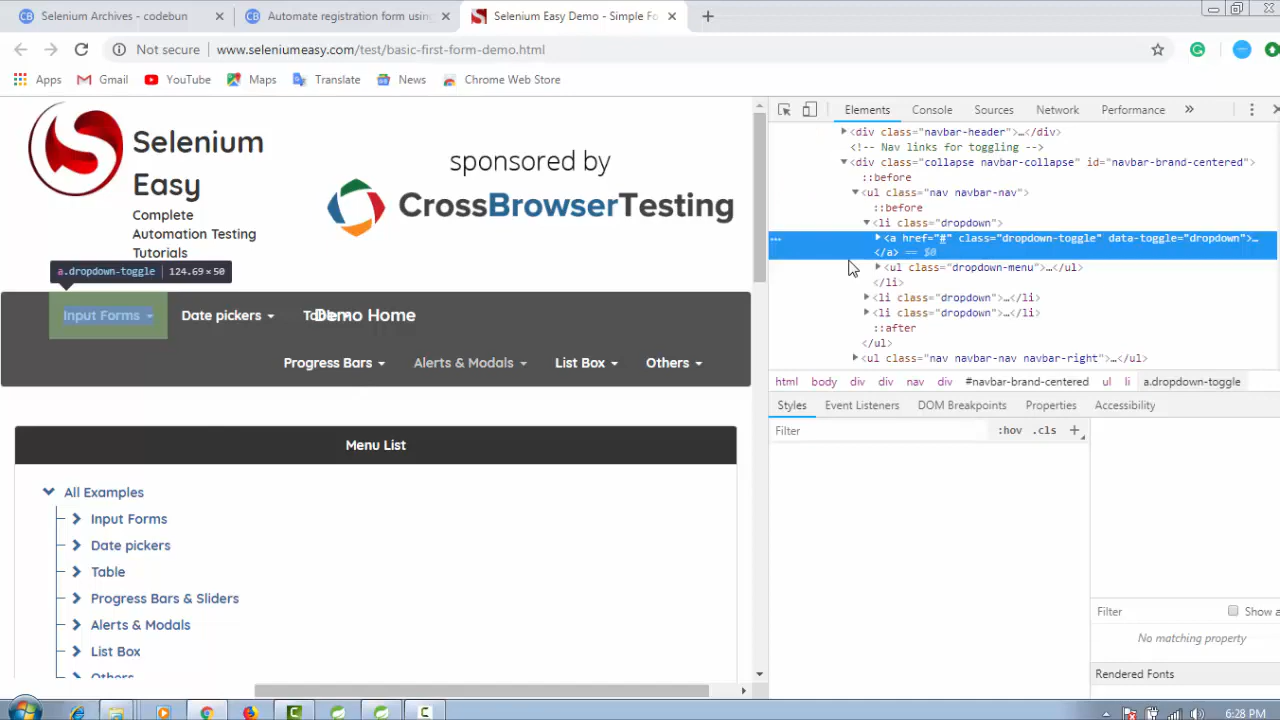 Selenium Archives - codebun
Automate registration form using
Selenium Easy Demo - Simple Fo
Not secure
www.seleniumeasy.com/test/basic-first-form-demo.html
Apps
Gmail
YouTube
Maps
Translate
News
Chrome Web Store
Selenium
Easy
Complete
Automation Testing
Tutorials
sponsored by
CrossBrowserTesting
a.dropdown-toggle
124.69×50
Input Forms
Date pickers
Demo Home
Progress Bars
Alerts & Modals
List Box
Others
Menu List
All Examples
Input Forms
Date pickers
Table
Progress Bars & Sliders
Alerts & Modals
List Box
Others
Elements
Console
Sources
Network
Performance
»
<div class="navbar-header">…</div>
<!-- Nav links for toggling -->
<div class="collapse navbar-collapse" id="navbar-brand-centered">
::before
<ul class="nav navbar-nav">
::before
<li class="dropdown">
<a href="#" class="dropdown-toggle" data-toggle="dropdown">…
</a> == $0
<ul class="dropdown-menu">…</ul>
</li>
<li class="dropdown">…</li>
<li class="dropdown">…</li>
::after
</ul>
<ul class="nav navbar-nav navbar-right">…</ul>
html
body
div
div
nav
div
#navbar-brand-centered
ul
li
a.dropdown-toggle
Styles
Event Listeners
DOM Breakpoints
Properties
Accessibility
Filter
:hov
.cls
+
Filter
Show a
No matching property
Rendered Fonts
6:28 PM